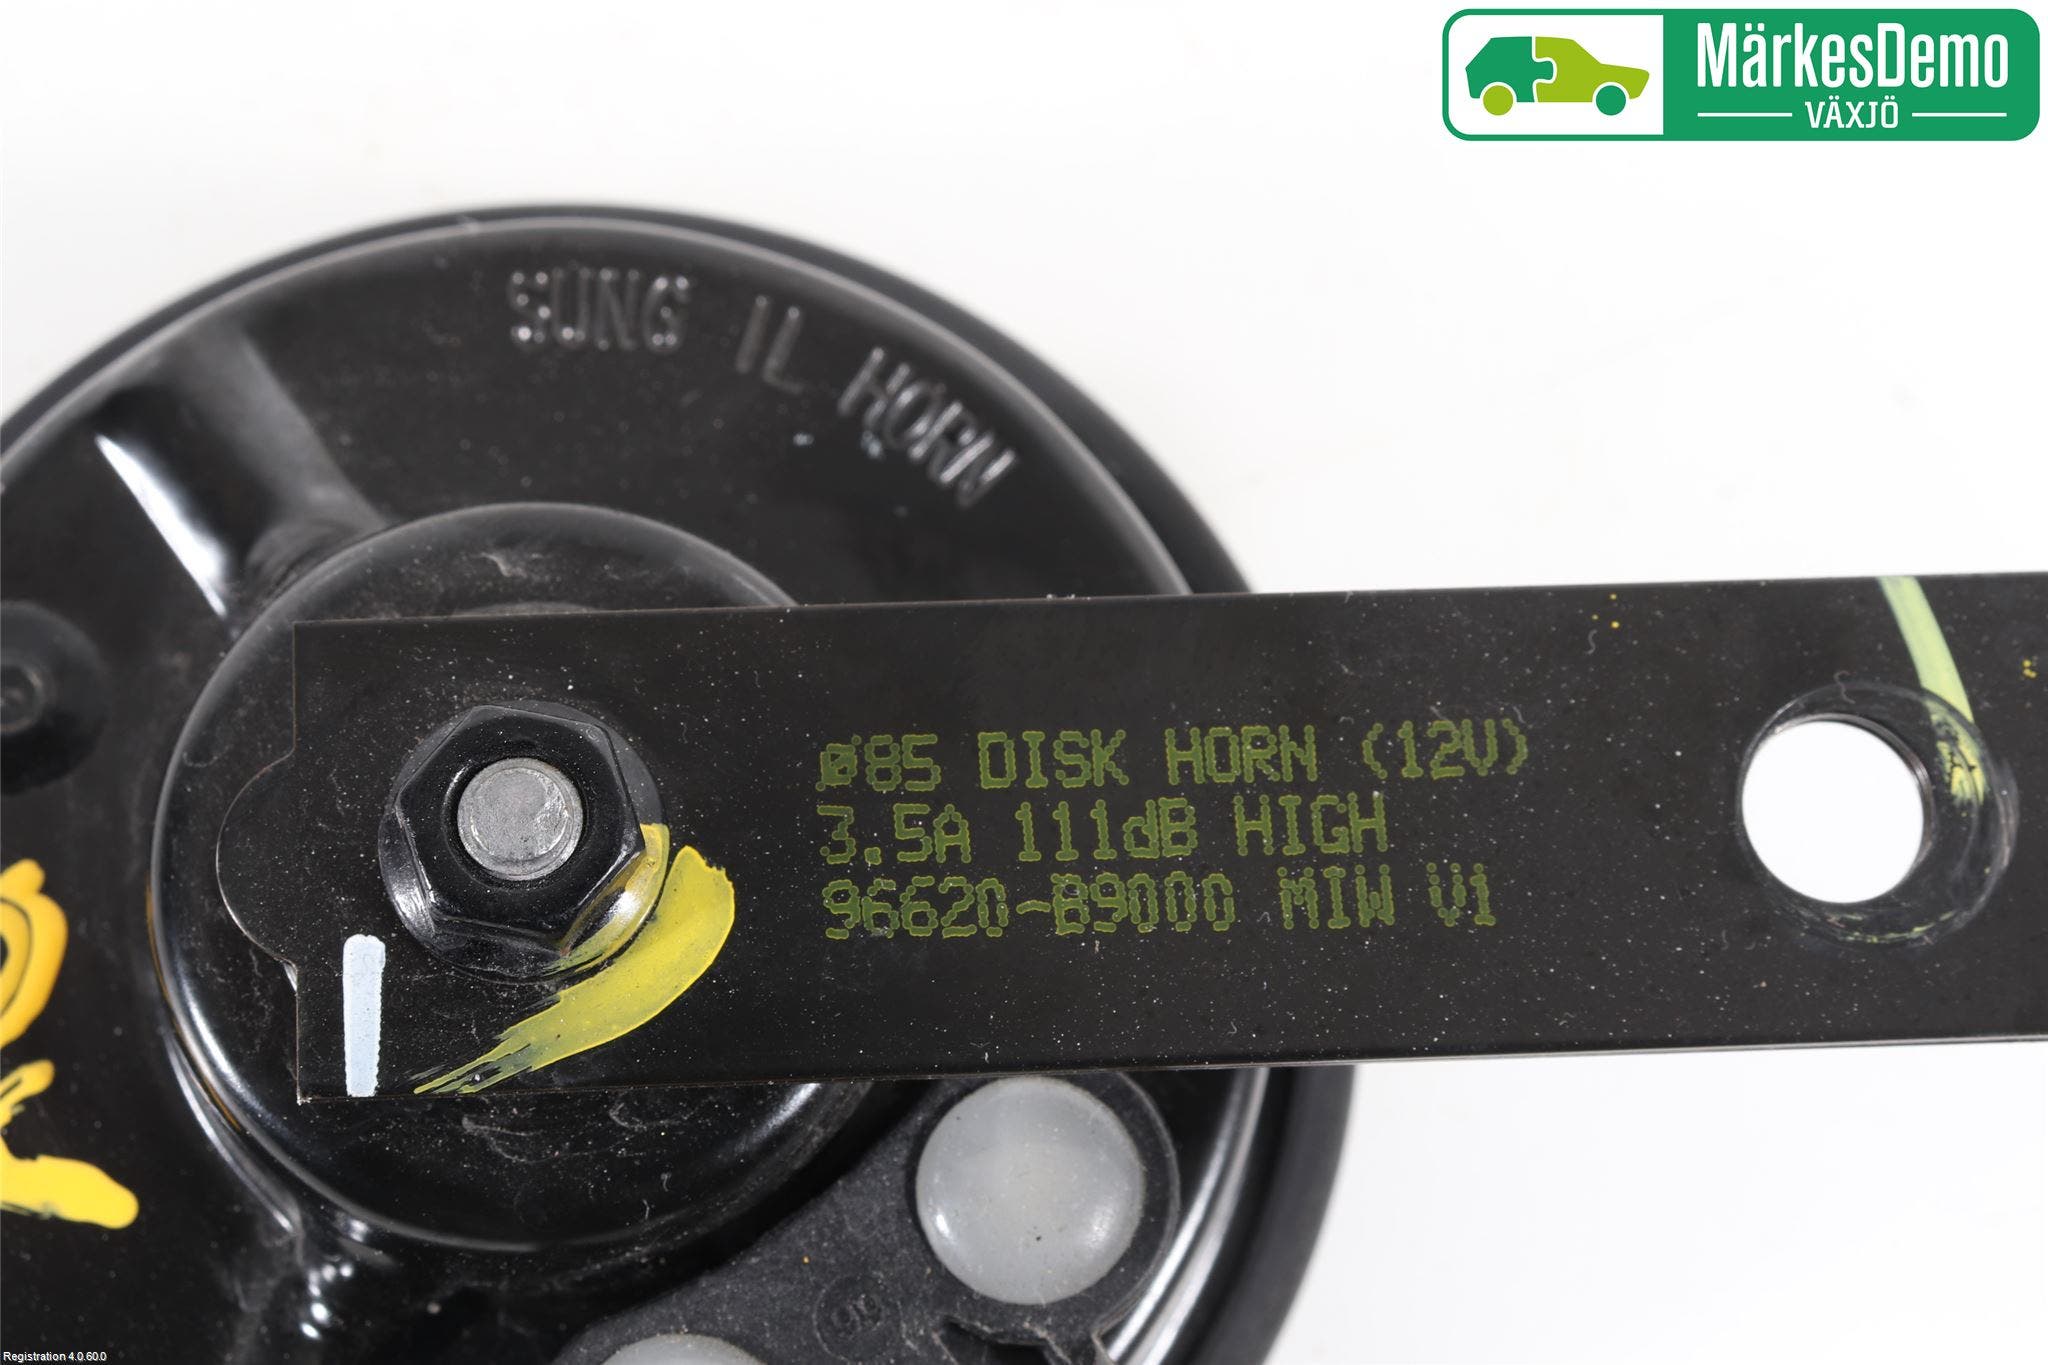 MärkesDemo
VÄXJÖ
SUNG IL HORN
Ø85 DISK HORN (12V)
3.5A 111dB HIGH
96620-B9000 MIW V1
Registration 4.0.60.0